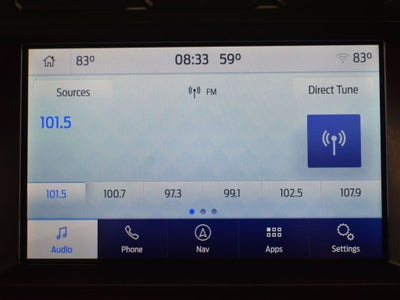 83° 08:33 59° 83°
Sources FM Direct Tune
101.5
101.5 100.7 97.3 99.1 102.5 107.9
Audio Phone Nav Apps Settings